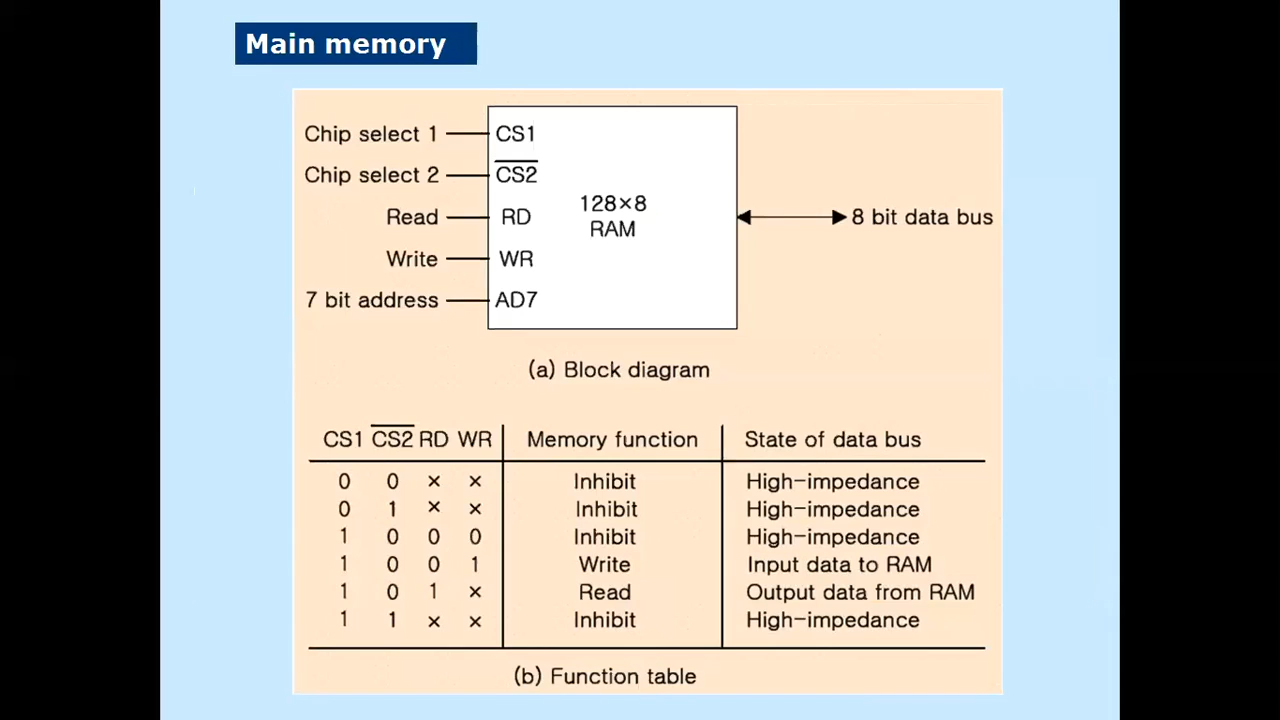 Main memory
Chip select 1 CS1
Chip select 2 C̅S̅2̅
Read RD 128×8 8 bit data bus
RAM
Write WR
7 bit address AD7
(a) Block diagram
CS1 C̅S̅2̅ RD WR Memory function State of data bus
0 0 × × Inhibit High-impedance
0 1 × × Inhibit High-impedance
1 0 0 0 Inhibit High-impedance
1 0 0 1 Write Input data to RAM
1 0 1 × Read Output data from RAM
1 1 × × Inhibit High-impedance
(b) Function table